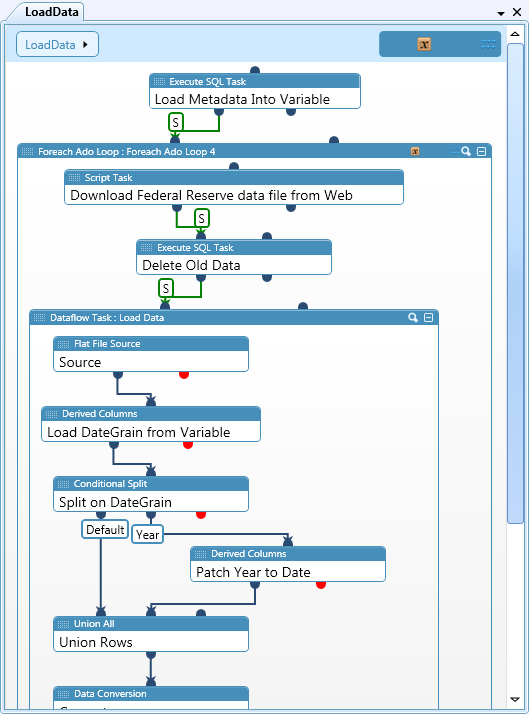 LoadData
LoadData
x
Execute SQL Task
Load Metadata Into Variable
S
Foreach Ado Loop : Foreach Ado Loop 4
x
Script Task
Download Federal Reserve data file from Web
S
Execute SQL Task
Delete Old Data
S
Dataflow Task : Load Data
Flat File Source
Source
Derived Columns
Load DateGrain from Variable
Conditional Split
Split on DateGrain
Default
Year
Derived Columns
Patch Year to Date
Union All
Union Rows
Data Conversion